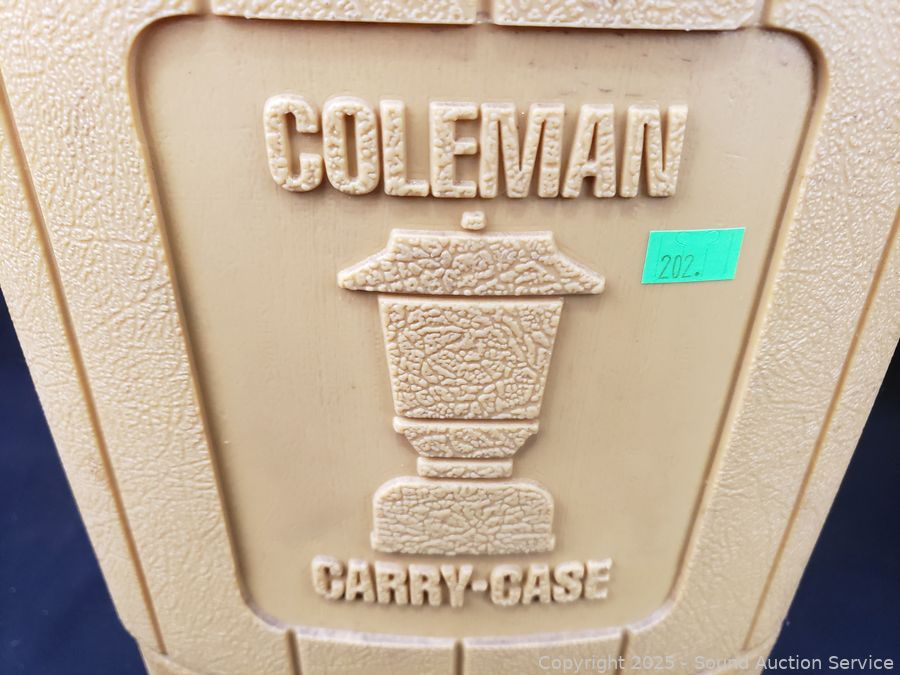 COLEMAN
202.
CARRY-CASE
Copyright 2025 - Sound Auction Service